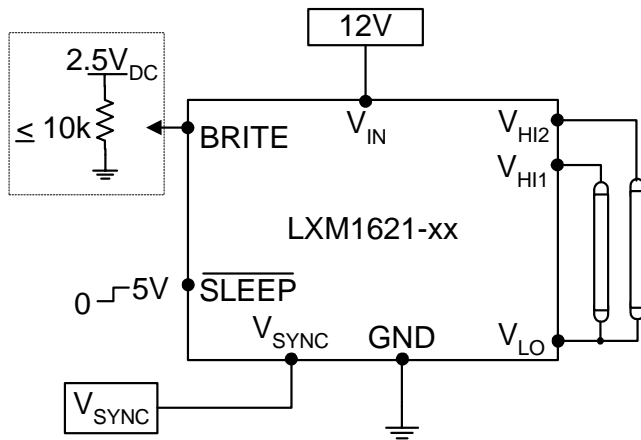 12V
2.5VDC
≤ 10k
BRITE
VIN
VHI2
VHI1
LXM1621-xx
0
5V
SLEEP
VSYNC
GND
VLO
VSYNC